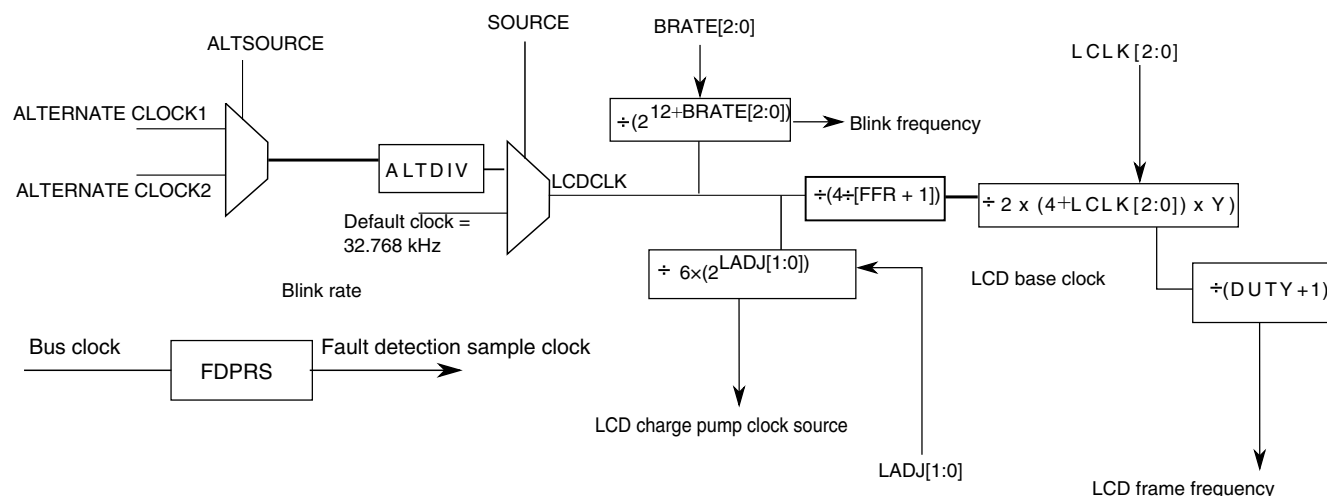 SOURCE
BRATE[2:0]
ALTSOURCE
LCLK[2:0]
ALTERNATE CLOCK1
÷(2^12+BRATE[2:0])
Blink frequency
ALTDIV
LCDCLK
ALTERNATE CLOCK2
÷(4÷[FFR + 1])
÷ 2 x (4+LCLK[2:0]) x Y)
Default clock =
32.768 kHz
÷ 6×(2^LADJ[1:0])
LCD base clock
Blink rate
÷(DUTY+1)
Bus clock
Fault detection sample clock
FDPRS
LCD charge pump clock source
LADJ[1:0]
LCD frame frequency